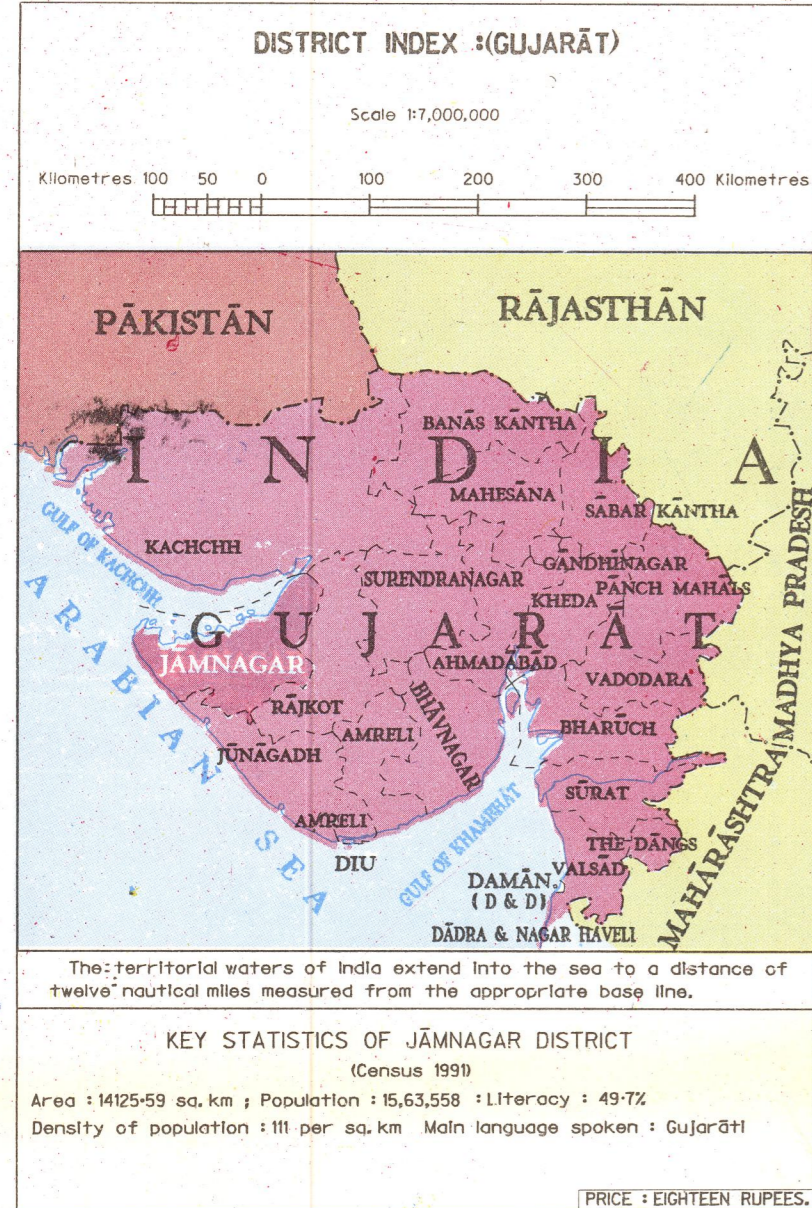 DISTRICT INDEX :(GUJARĀT)
Scale 1:7,000,000
Kilometres 100 50 0 100 200 300 400 Kilometres
PĀKISTĀN
RĀJASTHĀN
BANĀS KĀNTHA
I N D I A
MAHESĀNA
SĀBAR KĀNTHA
GULF OF KACHCHH
KACHCHH
GĀNDHĪNAGAR
SURENDRANAGAR
PĀNCH MAHĀLS
KHEDA
MADHYA PRADESH
ARABIAN SEA
GUJARĀT
JĀMNAGAR
AHMADĀBĀD
VADODARA
RĀJKOT
BHĀVNAGAR
AMRELI
BHARŪCH
JŪNĀGADH
SŪRAT
AMRELI
GULF OF KHAMBHĀT
THE DĀNGS
DIU
VALSĀD
DAMĀN
(D & D)
MAHĀRĀSHTRA
DĀDRA & NAGAR HAVELI
The territorial waters of India extend into the sea to a distance of
twelve nautical miles measured from the appropriate base line.
KEY STATISTICS OF JĀMNAGAR DISTRICT
(Census 1991)
Area : 14125·59 sq. km ; Population : 15,63,558 : Literacy : 49·7%
Density of population : 111 per sq. km Main language spoken : Gujarāti
PRICE : EIGHTEEN RUPEES.